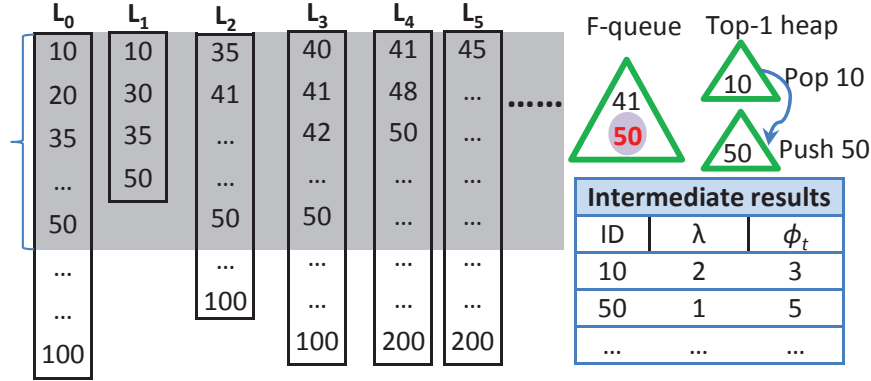 L0 L1 L2 L3 L4 L5
10 10 35 40 41 45
20 30 41 41 48 ...
35 35 ... 42 50 ...
... 50 ... ... ... ...
50 50 50 ... ...
... ... ... ... ...
... 100 ... ... ...
100 100 200 200
......
F-queue Top-1 heap
41
50
10 Pop 10
50 Push 50
Intermediate results
ID λ ϕt
10 2 3
50 1 5
... ... ...